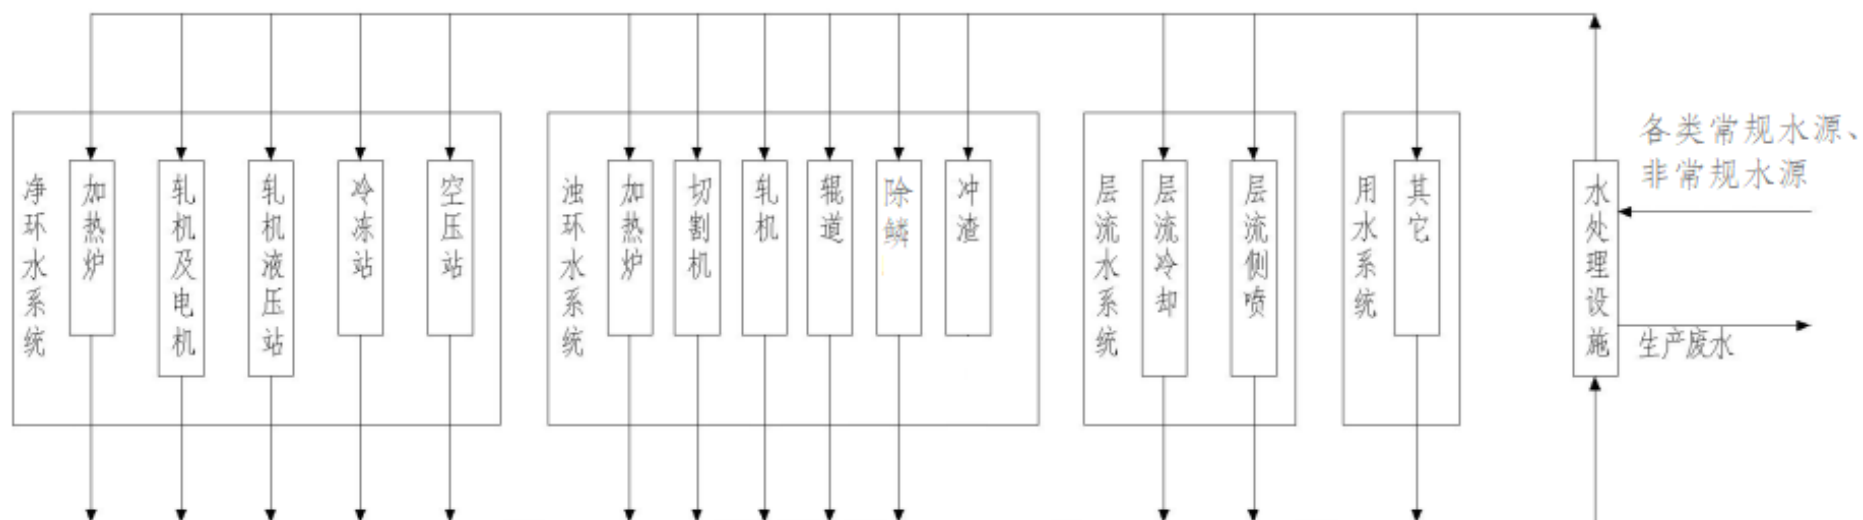 净环水系统
加热炉
轧机及电机
轧机液压站
冷冻站
空压站
浊环水系统
加热炉
切割机
轧机
辊道
除鳞
冲渣
层流水系统
层流冷却
层流侧喷
用水系统
其它
水处理设施
各类常规水源、
非常规水源
生产废水